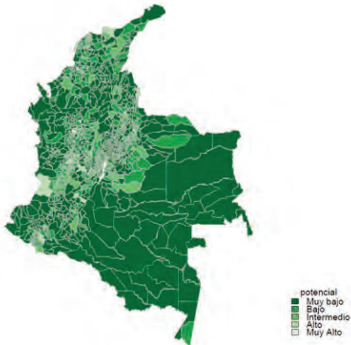 potencial
Muy bajo
Bajo
Intermedio
Alto
Muy Alto